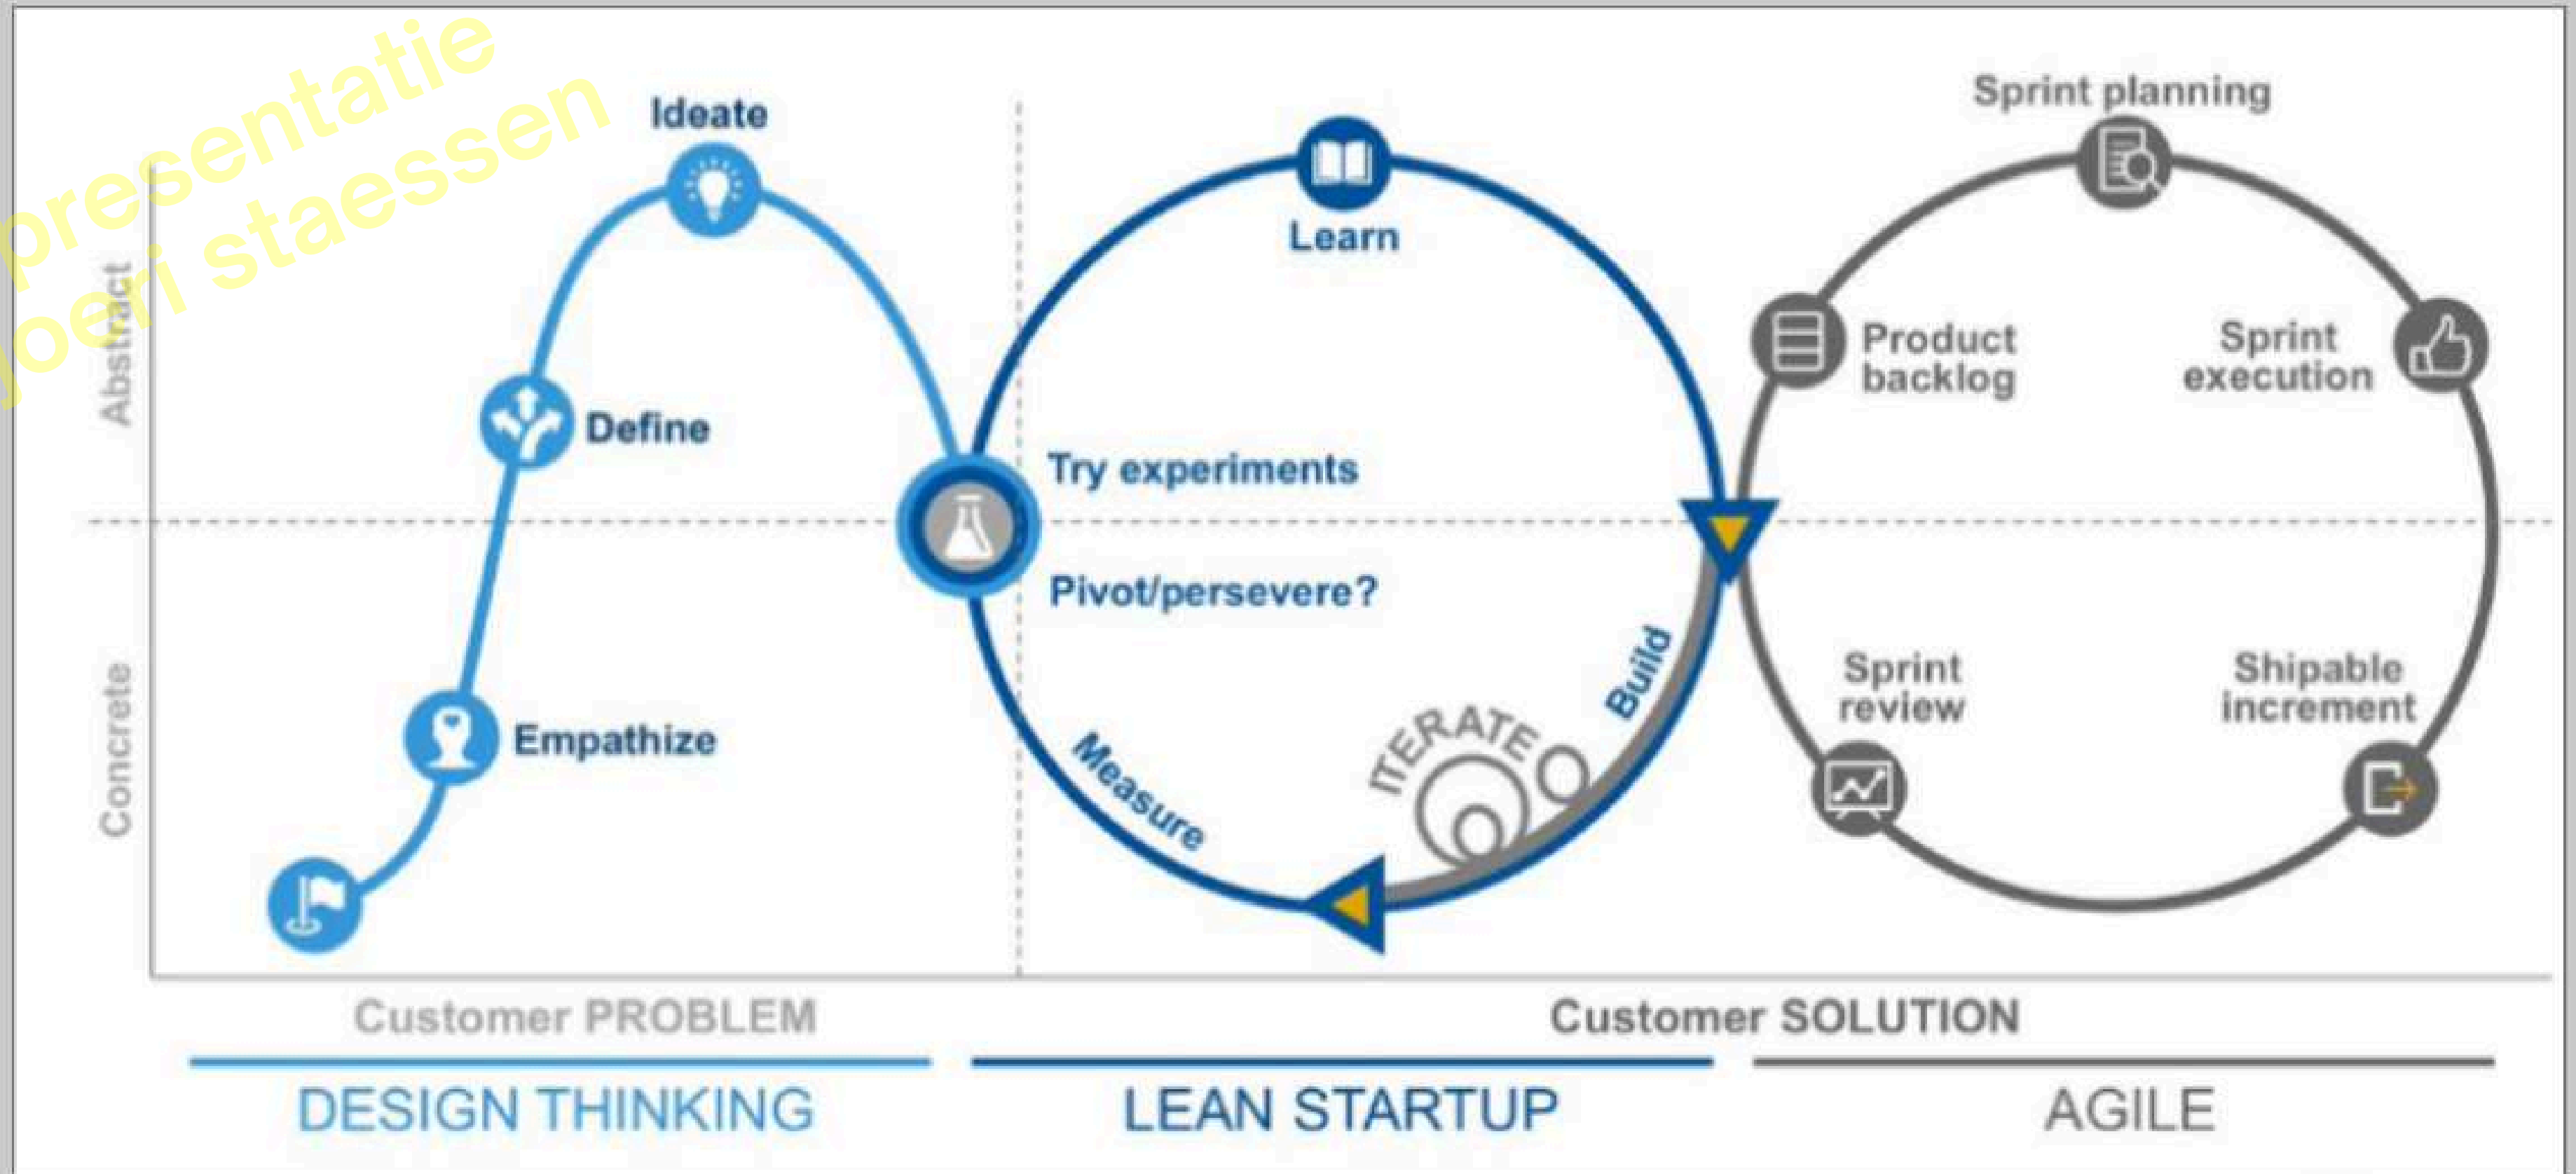 presentatie
joeri staessen
Ideate
Define
Empathize
Abstract
Concrete
Learn
Try experiments
Pivot/persevere?
Measure
ITERATE
Build
Sprint planning
Product
backlog
Sprint
execution
Sprint
review
Shipable
increment
Customer PROBLEM
Customer SOLUTION
DESIGN THINKING
LEAN STARTUP
AGILE